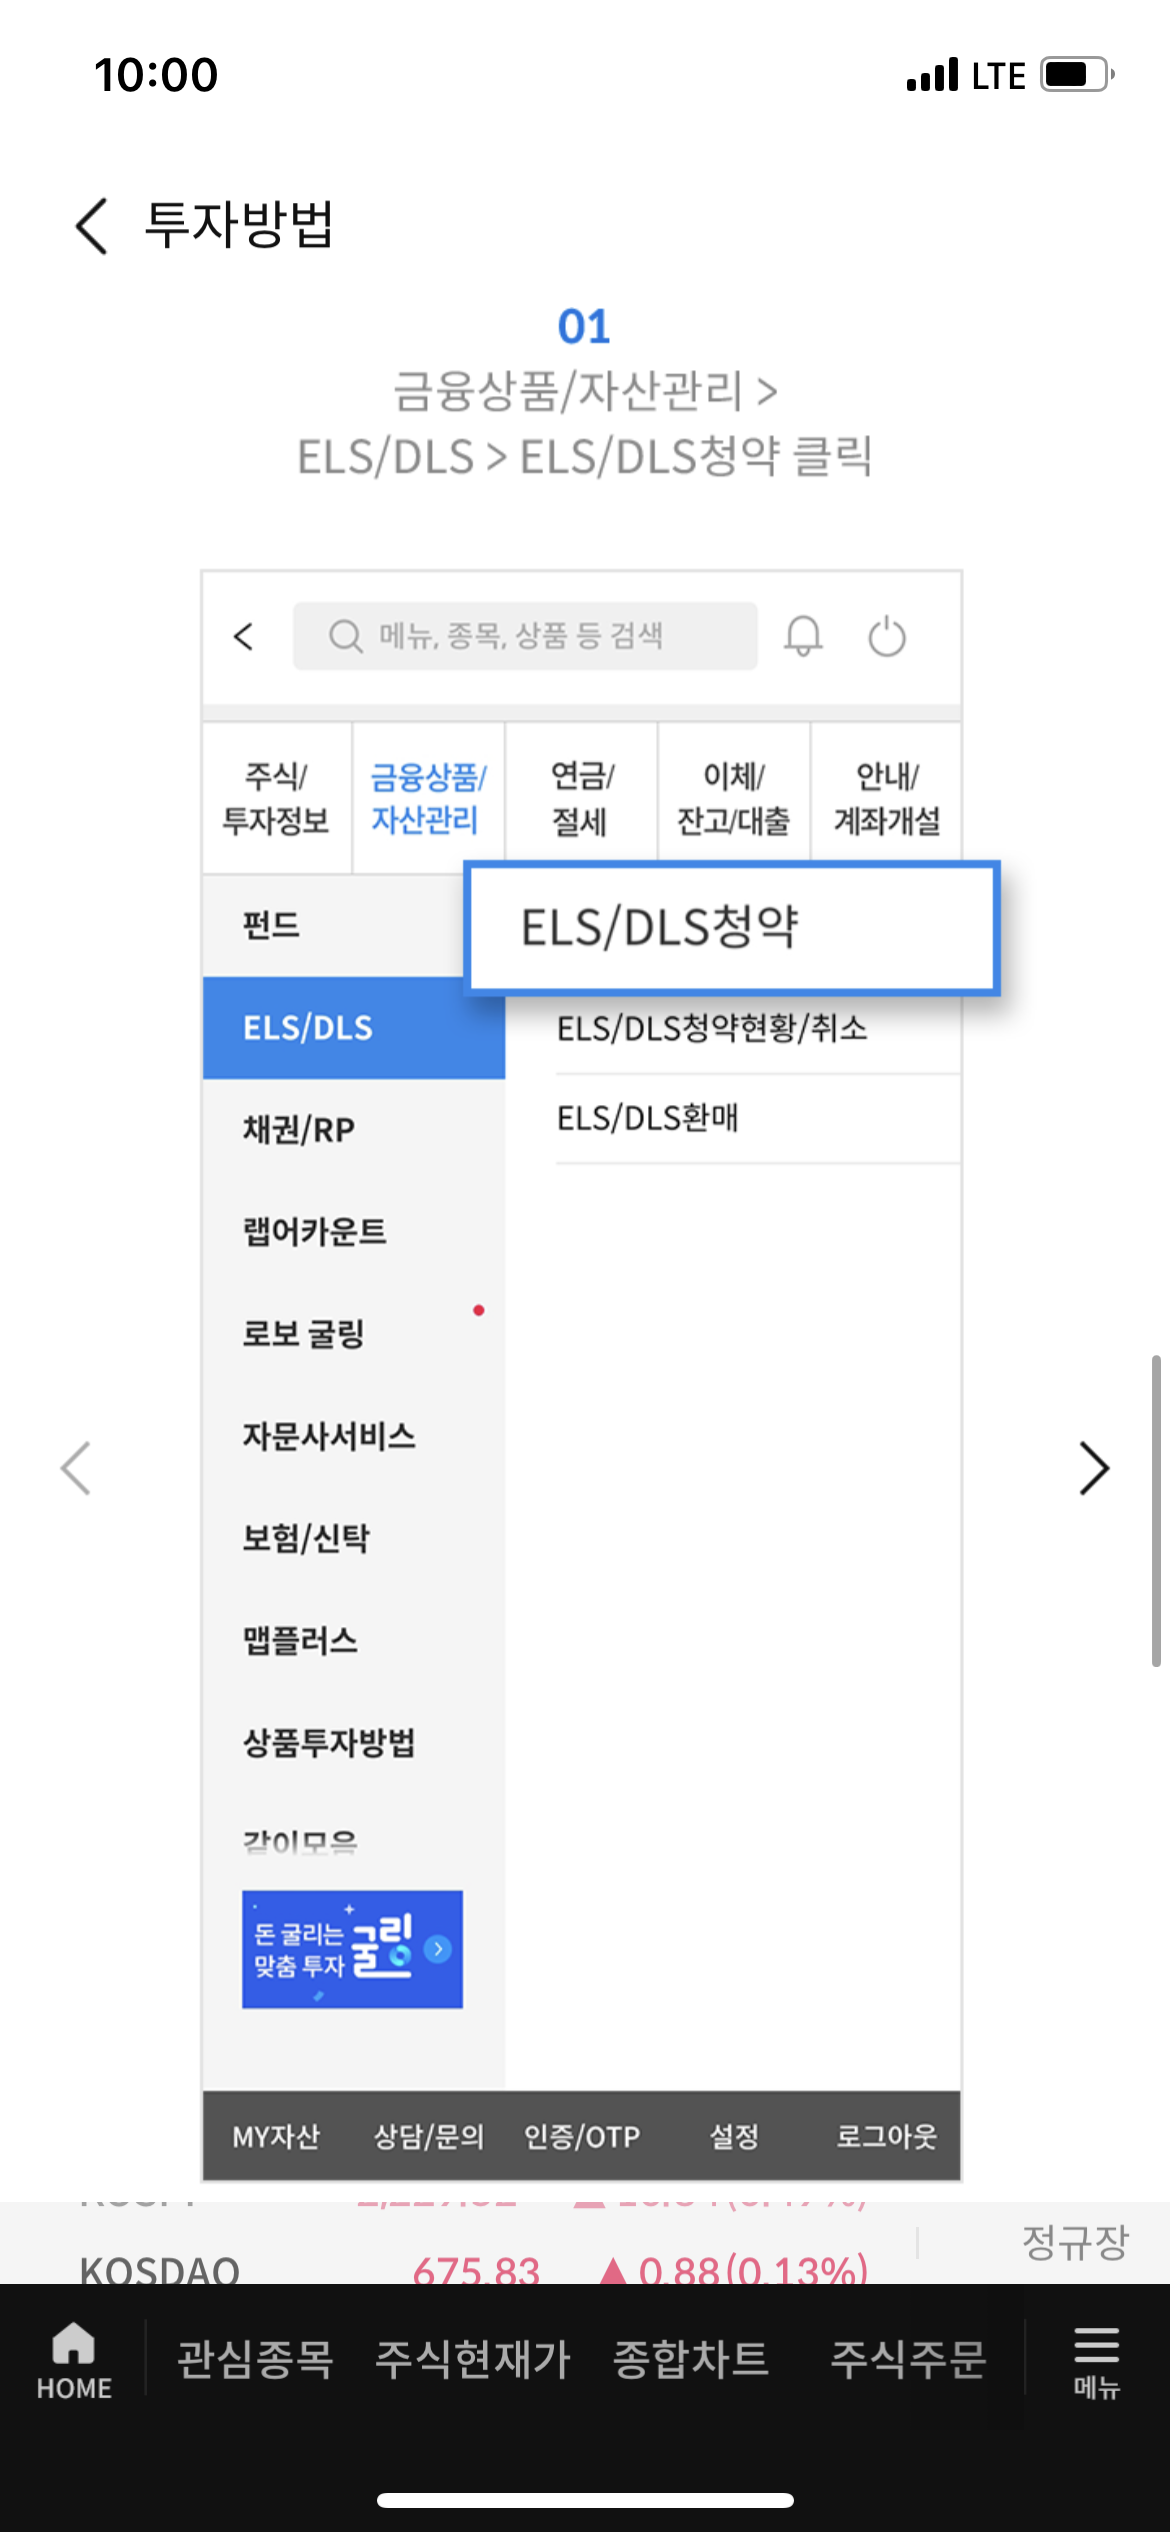 10:00
LTE
투자방법
01
금융상품/자산관리 >
ELS/DLS > ELS/DLS청약 클릭
메뉴, 종목, 상품 등 검색
주식/
투자정보
금융상품/
자산관리
연금/
절세
이체/
잔고/대출
안내/
계좌개설
펀드
ELS/DLS청약
ELS/DLS
ELS/DLS청약현황/취소
채권/RP
ELS/DLS환매
랩어카운트
로보 굴링
자문사서비스
보험/신탁
맵플러스
상품투자방법
돈 굴리는
맞춤 투자
굴링
MY자산 상담/문의 인증/OTP 설정 로그아웃
정규장
KOSDAQ 675.83 ▲ 0.88(0.13%)
HOME 관심종목 주식현재가 종합차트 주식주문 메뉴